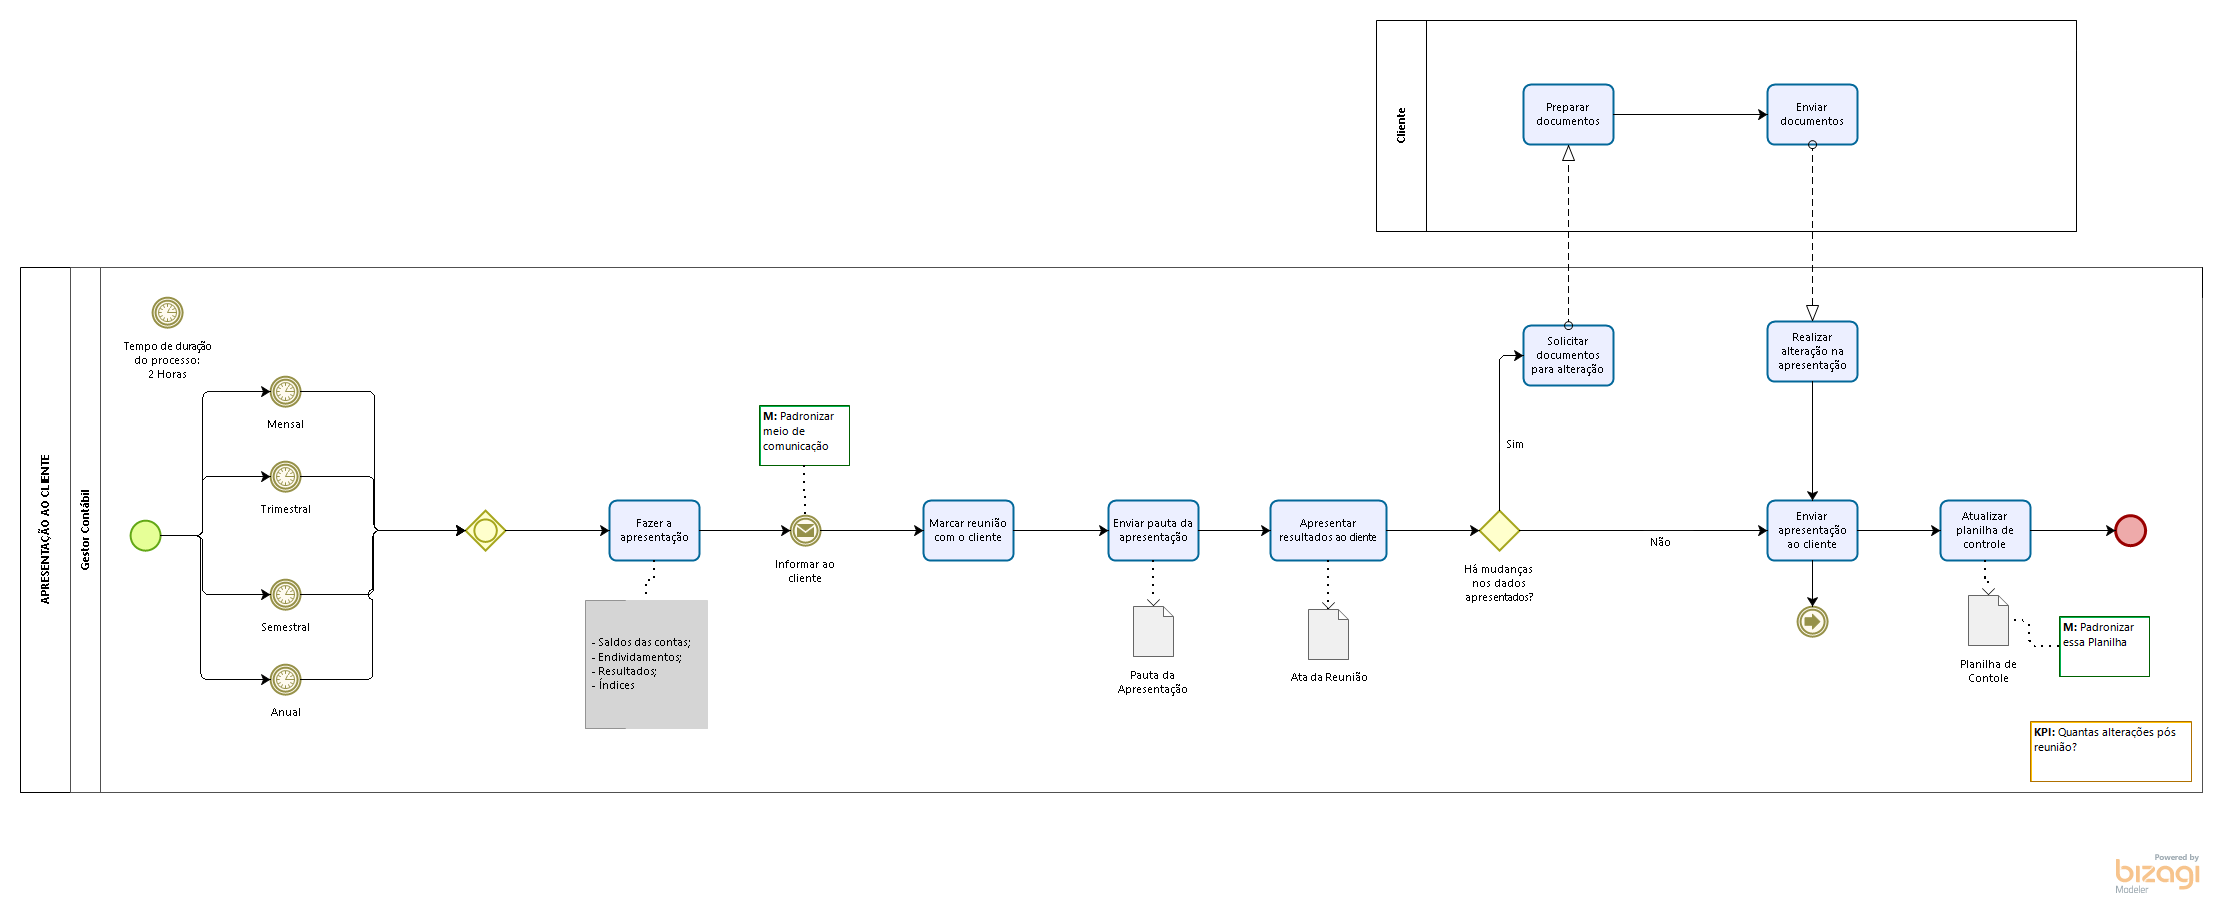 Cliente
Preparar
documentos
Enviar
documentos
APRESENTAÇÃO AO CLIENTE
Gestor Contábil
Tempo de duração
do processo:
2 Horas
Mensal
Trimestral
Semestral
Anual
Fazer a
apresentação
- Saldos das contas;
- Endividamentos;
- Resultados;
- Índices
M: Padronizar
meio de
comunicação
Informar ao
cliente
Marcar reunião
com o cliente
Enviar pauta da
apresentação
Pauta da
Apresentação
Apresentar
resultados ao cliente
Ata da Reunião
Há mudanças
nos dados
apresentados?
Sim
Não
Solicitar
documentos
para alteração
Realizar
alteração na
apresentação
Enviar
apresentação
ao cliente
Atualizar
planilha de
controle
Planilha de
Contole
M: Padronizar
essa Planilha
KPI: Quantas alterações pós
reunião?
Powered by
bizagi
Modeler